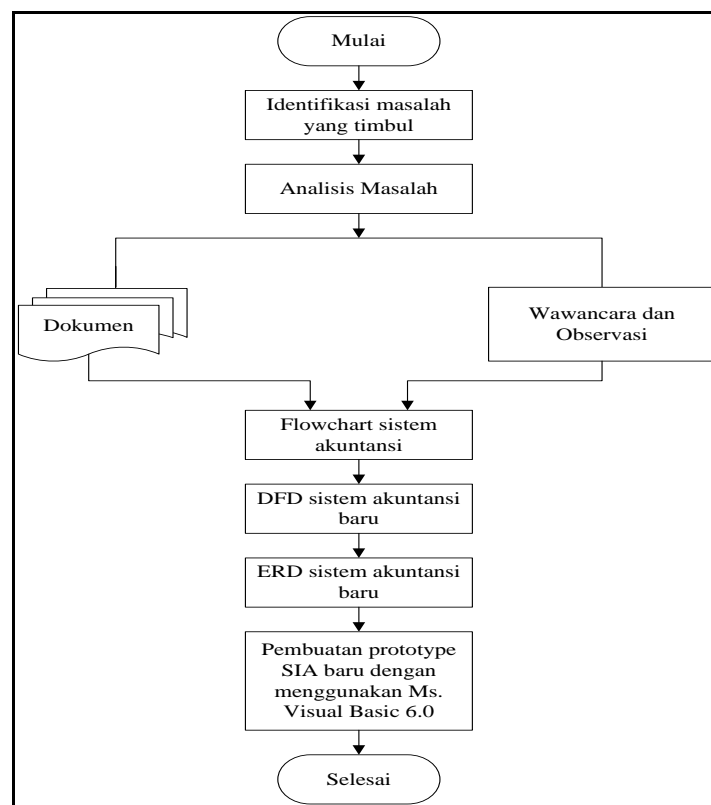 Mulai
Identifikasi masalah
yang timbul
Analisis Masalah
Dokumen
Wawancara dan
Observasi
Flowchart sistem
akuntansi
DFD sistem akuntansi
baru
ERD sistem akuntansi
baru
Pembuatan prototype
SIA baru dengan
menggunakan Ms.
Visual Basic 6.0
Selesai